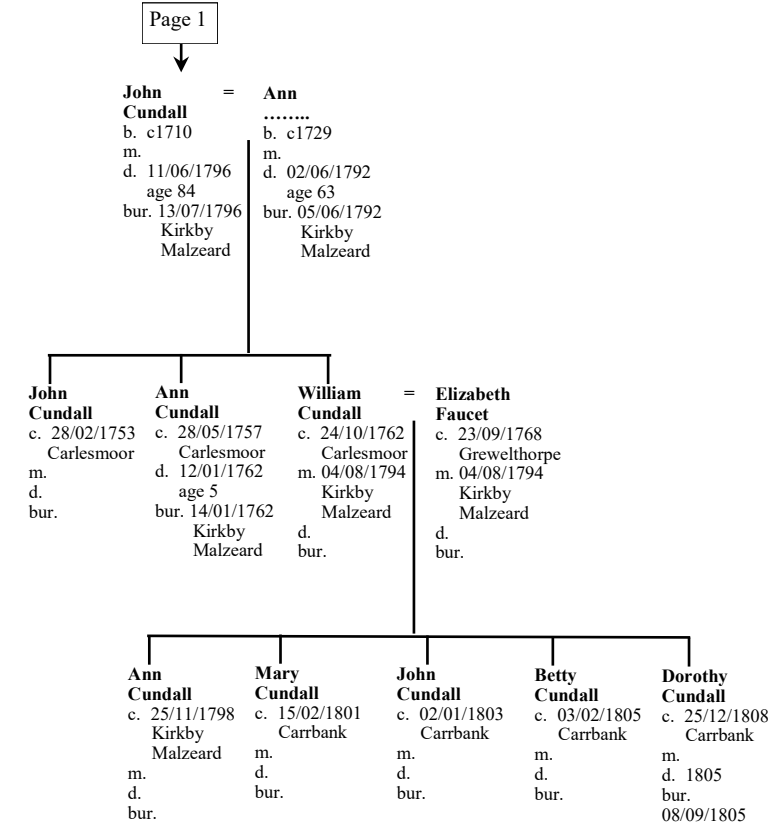 Page 1
John =
Cundall
b. c1710
m.
d. 11/06/1796
age 84
bur. 13/07/1796
Kirkby
Malzeard
Ann
……..
b. c1729
m.
d. 02/06/1792
age 63
bur. 05/06/1792
Kirkby
Malzeard
John
Cundall
c. 28/02/1753
Carlesmoor
m.
d.
bur.
Ann
Cundall
c. 28/05/1757
Carlesmoor
d. 12/01/1762
age 5
bur. 14/01/1762
Kirkby
Malzeard
William =
Cundall
c. 24/10/1762
Carlesmoor
m. 04/08/1794
Kirkby
Malzeard
d.
bur.
Elizabeth
Faucet
c. 23/09/1768
Grewelthorpe
m. 04/08/1794
Kirkby
Malzeard
d.
bur.
Ann
Cundall
c. 25/11/1798
Kirkby
Malzeard
m.
d.
bur.
Mary
Cundall
c. 15/02/1801
Carrbank
m.
d.
bur.
John
Cundall
c. 02/01/1803
Carrbank
m.
d.
bur.
Betty
Cundall
c. 03/02/1805
Carrbank
m.
d.
bur.
Dorothy
Cundall
c. 25/12/1808
Carrbank
m.
d. 1805
bur.
08/09/1805